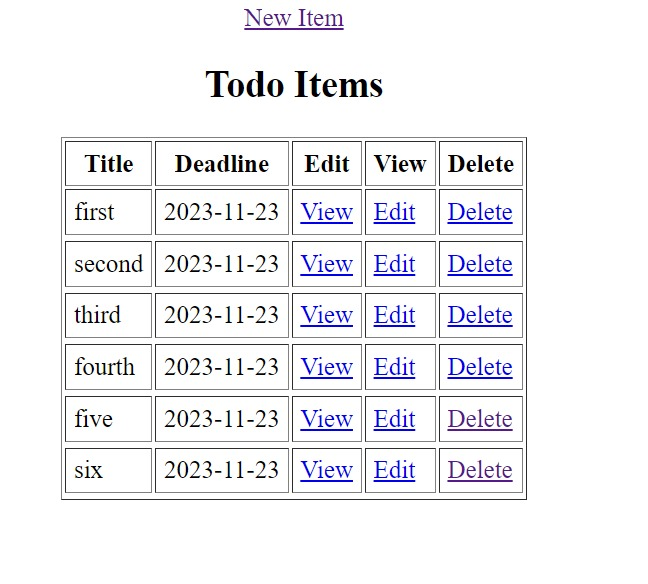 New Item
Todo Items
Title Deadline Edit View Delete
first 2023-11-23 View Edit Delete
second 2023-11-23 View Edit Delete
third 2023-11-23 View Edit Delete
fourth 2023-11-23 View Edit Delete
five 2023-11-23 View Edit Delete
six 2023-11-23 View Edit Delete